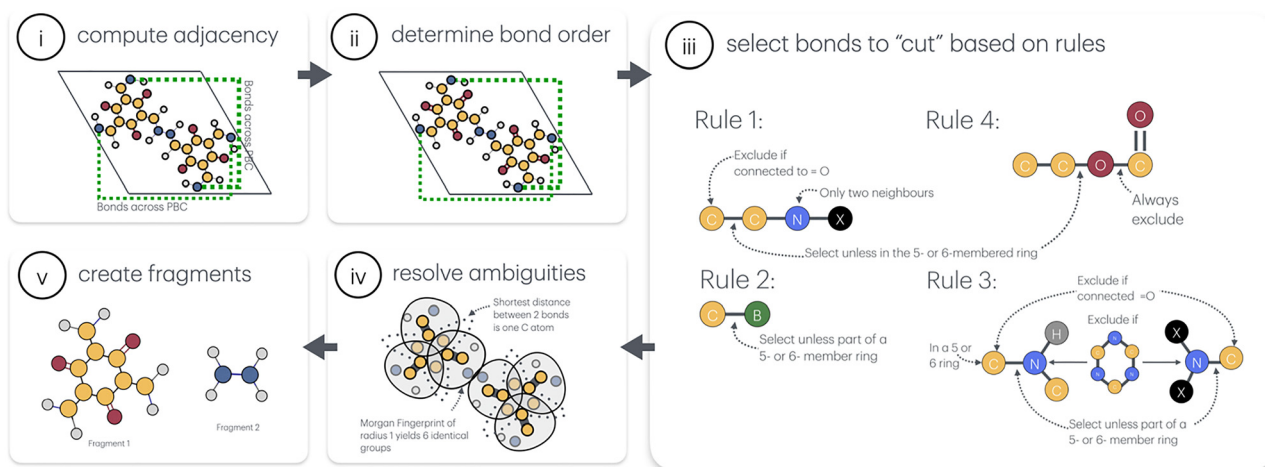 i compute adjacency
Bonds across PBC
Bonds across PBC
ii determine bond order
iii select bonds to “cut” based on rules
Rule 1:
Exclude if
connected to = O
Only two neighbours
C C N X
Select unless in the 5- or 6-membered ring
Rule 4:
O
C C O C
Always
exclude
Rule 2:
C B
Select unless part of a
5- or 6- member ring
Rule 3:
Exclude if
connected =O
Exclude if
In a 5 or
6 ring
H
C N
C
N
N N
X
N C
X
Select unless part of a
5- or 6- member ring
iv resolve ambiguities
Shortest distance
between 2 bonds
is one C atom
Morgan Fingerprint of
radius 1 yields 6 identical
groups
v create fragments
Fragment 1
Fragment 2